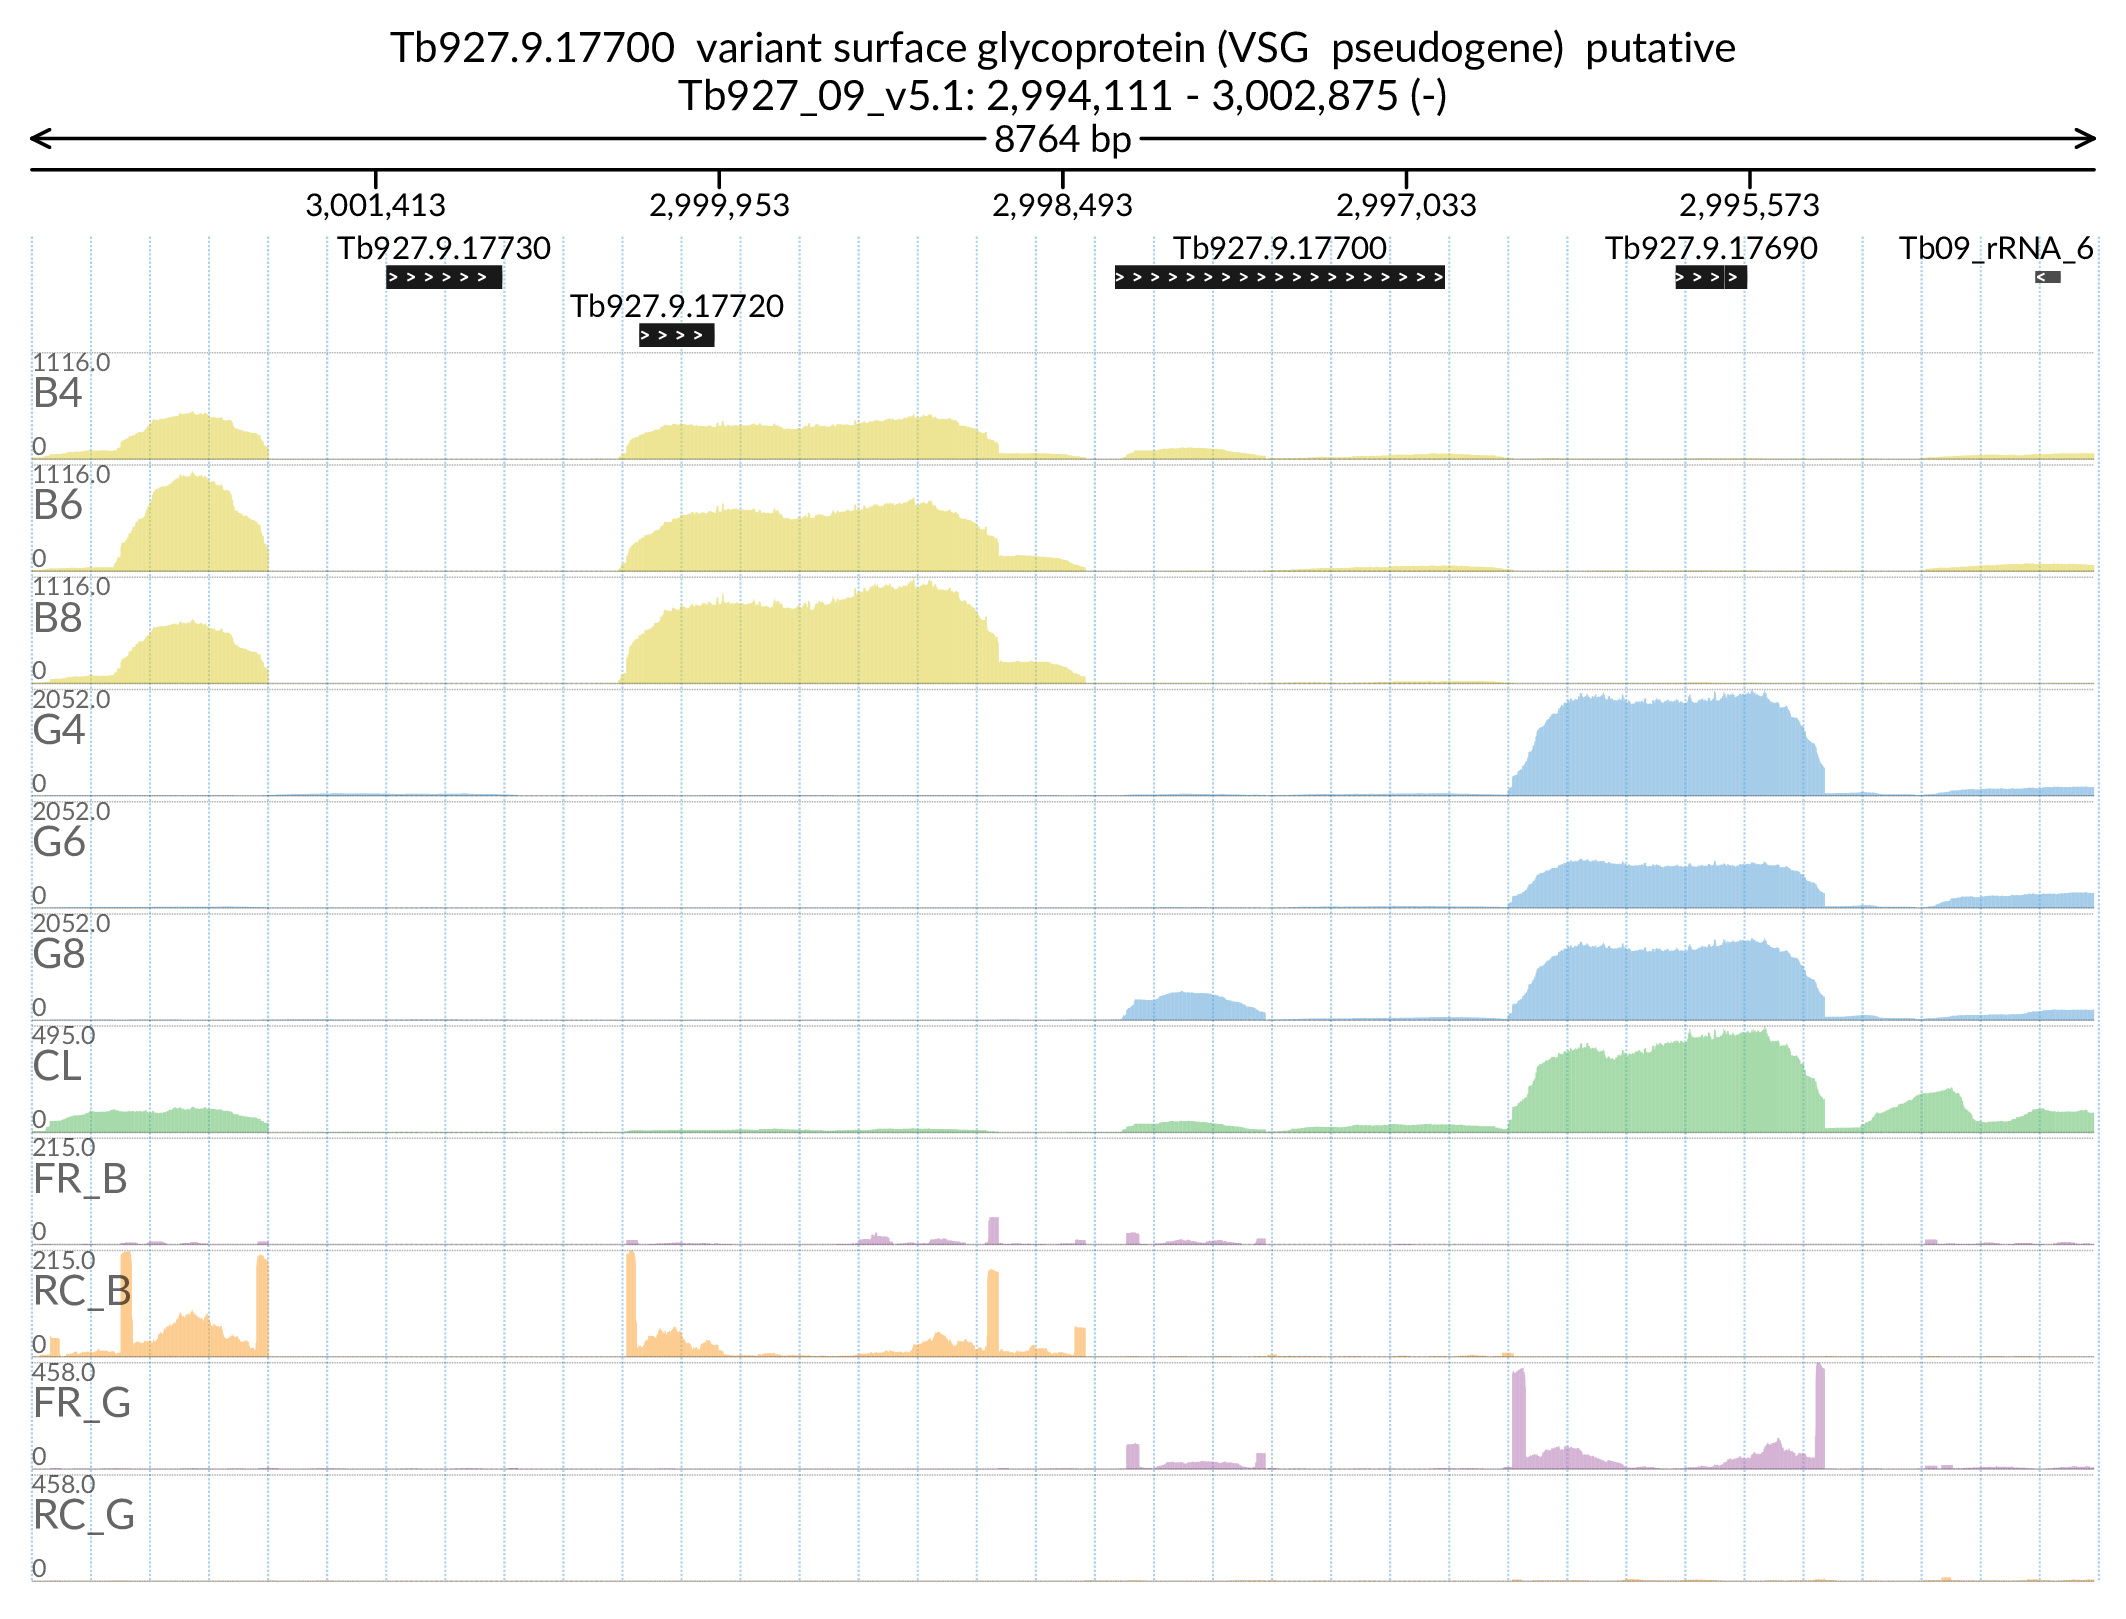 Tb927.9.17700  variant surface glycoprotein (VSG  pseudogene)  putative
Tb927_09_v5.1: 2,994,111 - 3,002,875 (-)
8764 bp
3,001,413 2,999,953 2,998,493 2,997,033 2,995,573
Tb927.9.17730 Tb927.9.17700 Tb927.9.17690 Tb09_rRNA_6
Tb927.9.17720
1116.0
B4
0
1116.0
B6
0
1116.0
B8
0
2052.0
G4
0
2052.0
G6
0
2052.0
G8
0
495.0
CL
0
215.0
FR_B
0
215.0
RC_B
0
458.0
FR_G
0
458.0
RC_G
0